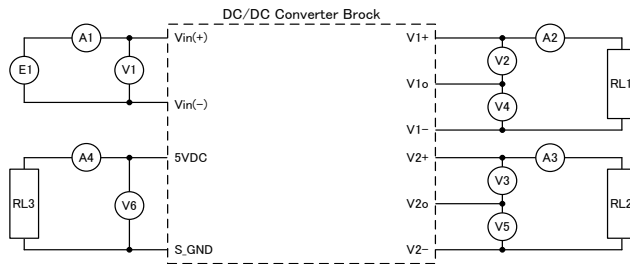 DC/DC Converter Brock
A1
Vin(+)
V1+
A2
E1
V1
V2
V1o
RL1
V4
Vin(-)
V1-
A4
5VDC
V2+
A3
V3
RL3
V6
V2o
RL2
V5
S_GND
V2-